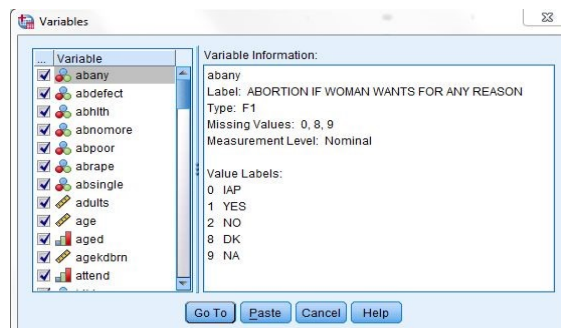 Variables
... Variable
abany
abdefect
abhlth
abnomore
abpoor
abrape
absingle
adults
age
aged
agekdbrn
attend
Variable Information:
abany
Label: ABORTION IF WOMAN WANTS FOR ANY REASON
Type: F1
Missing Values: 0, 8, 9
Measurement Level: Nominal
Value Labels:
0 IAP
1 YES
2 NO
8 DK
9 NA
Go To Paste Cancel Help